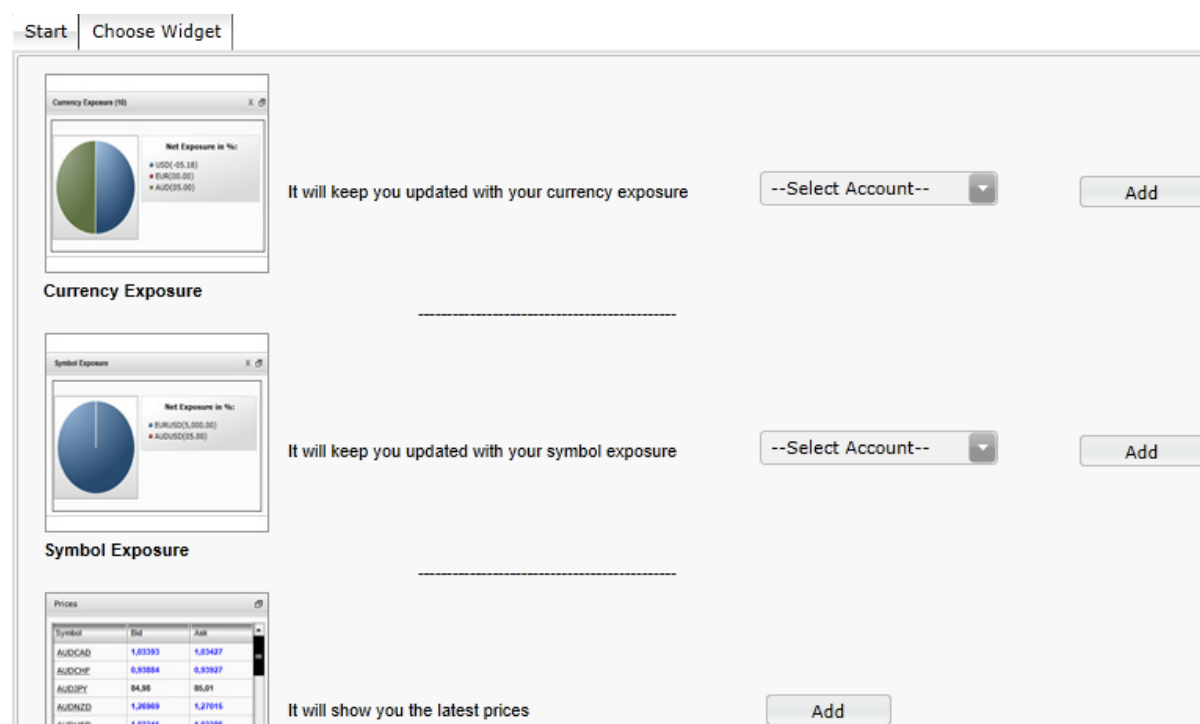 Start Choose Widget
Currency Exposure (10) X
Net Exposure in %:
USD(-05.18)
EUR(00.00)
AUD(05.00)
It will keep you updated with your currency exposure --Select Account-- Add
Currency Exposure
---------------------------------------------
Symbol Exposure X
Net Exposure in %:
EURUSD(5,000.00)
AUDUSD(05.00)
It will keep you updated with your symbol exposure --Select Account-- Add
Symbol Exposure
---------------------------------------------
Prices
Symbol Bid Ask
AUDCAD 1,03393 1,03427
AUDCHF 0,93884 0,93927
AUDJPY 84,98 85,01
AUDNZD 1,26969 1,27015
It will show you the latest prices Add